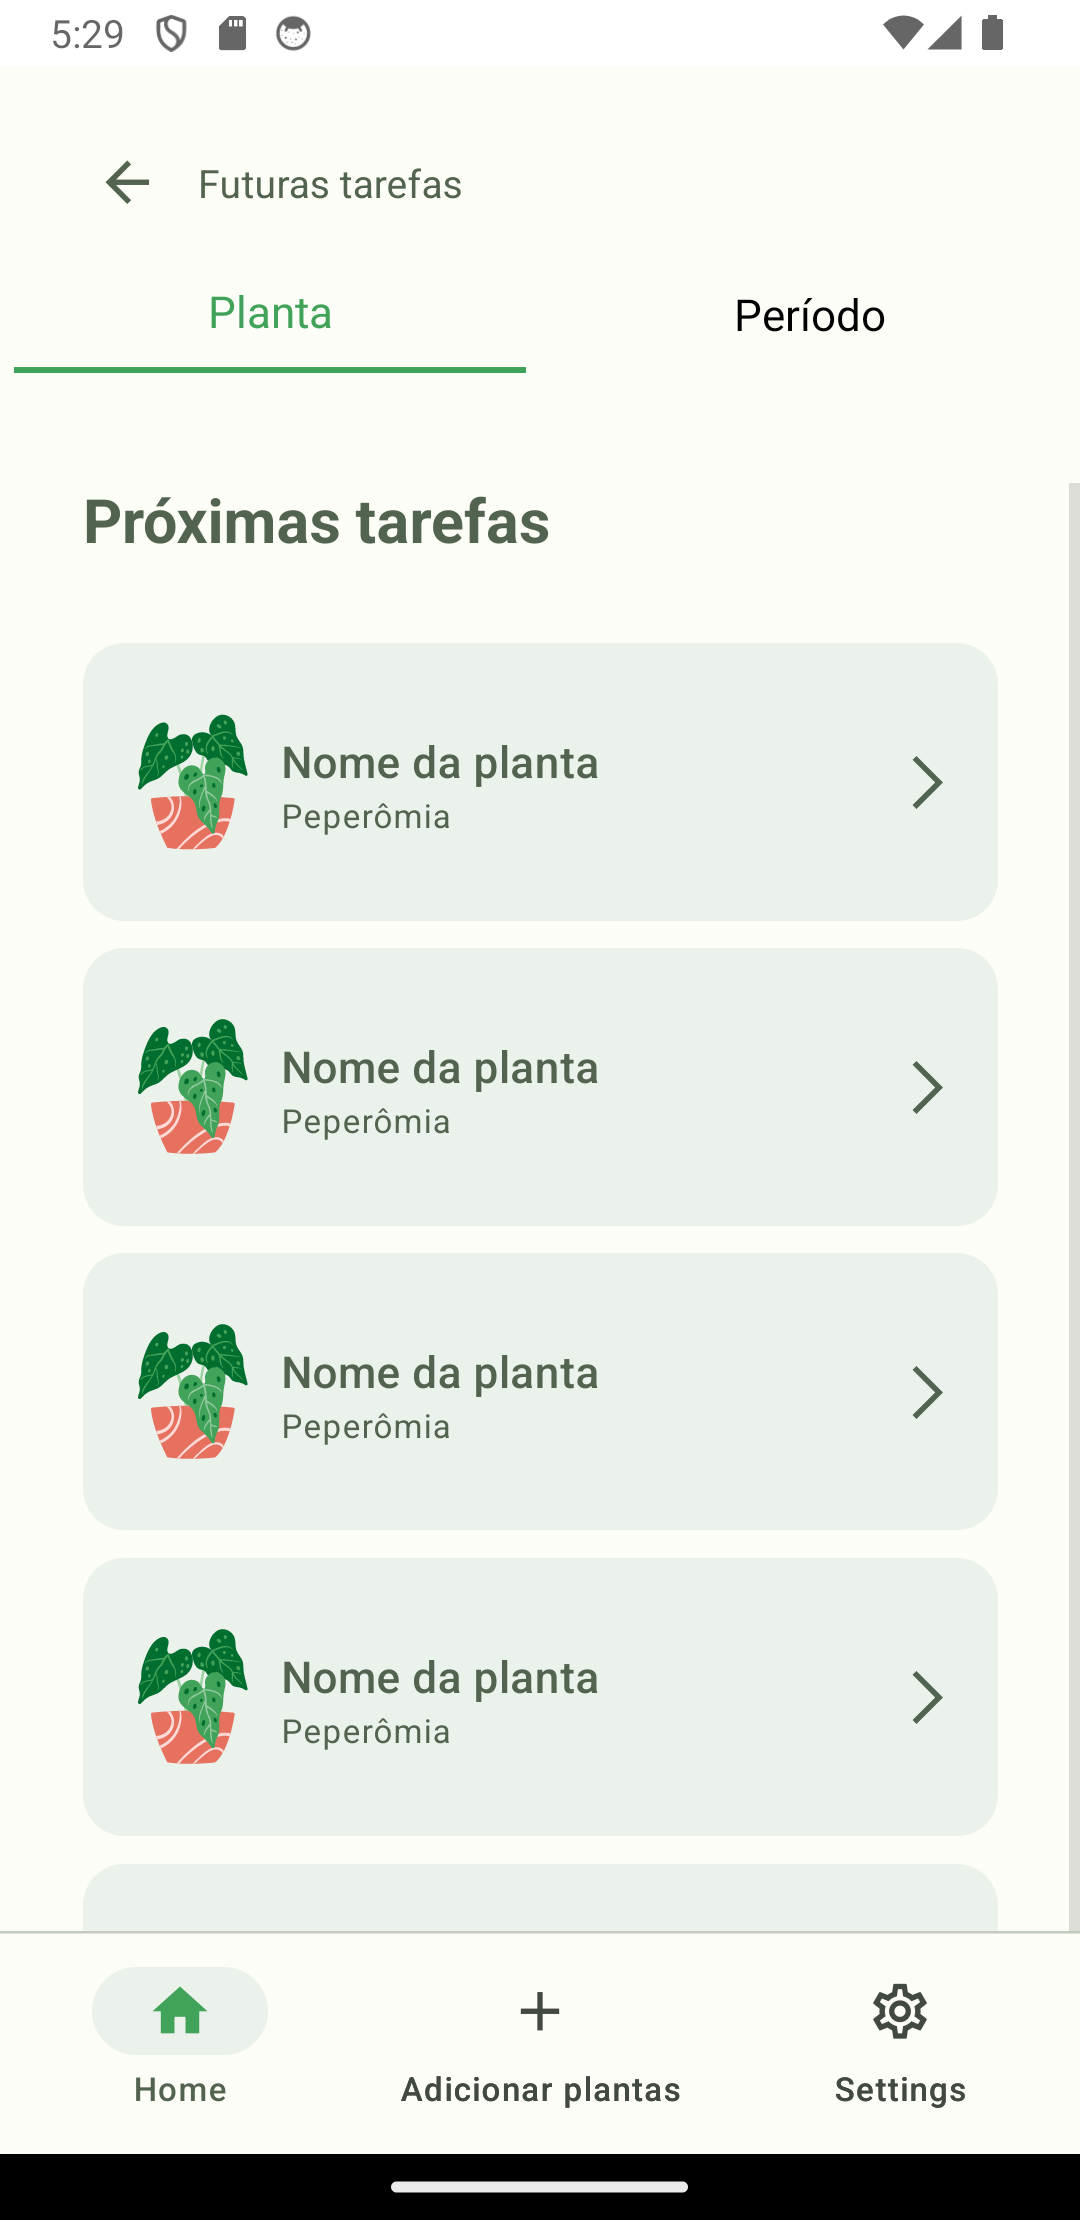 5:29
Futuras tarefas
Planta
Período
Próximas tarefas
Nome da planta
Peperômia
Nome da planta
Peperômia
Nome da planta
Peperômia
Nome da planta
Peperômia
Home
Adicionar plantas
Settings